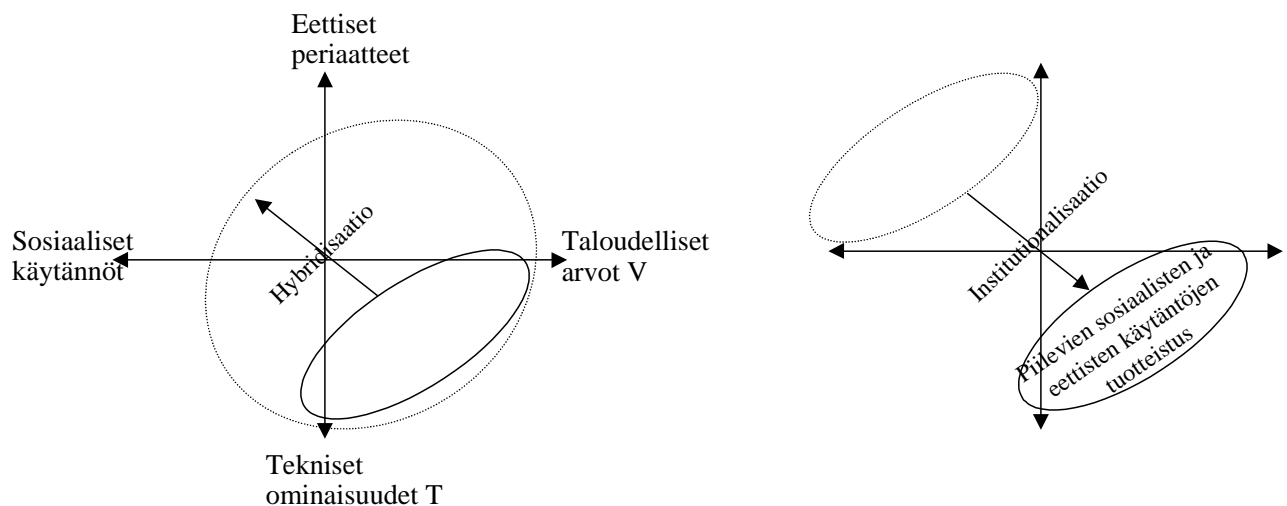 Eettiset
periaatteet
Sosiaaliset
käytännöt
Hybridisaatio
Taloudelliset
arvot V
Tekniset
ominaisuudet T
Institutionalisaatio
Piilevien sosiaalisten ja
eettisten käytäntöjen
tuotteistus